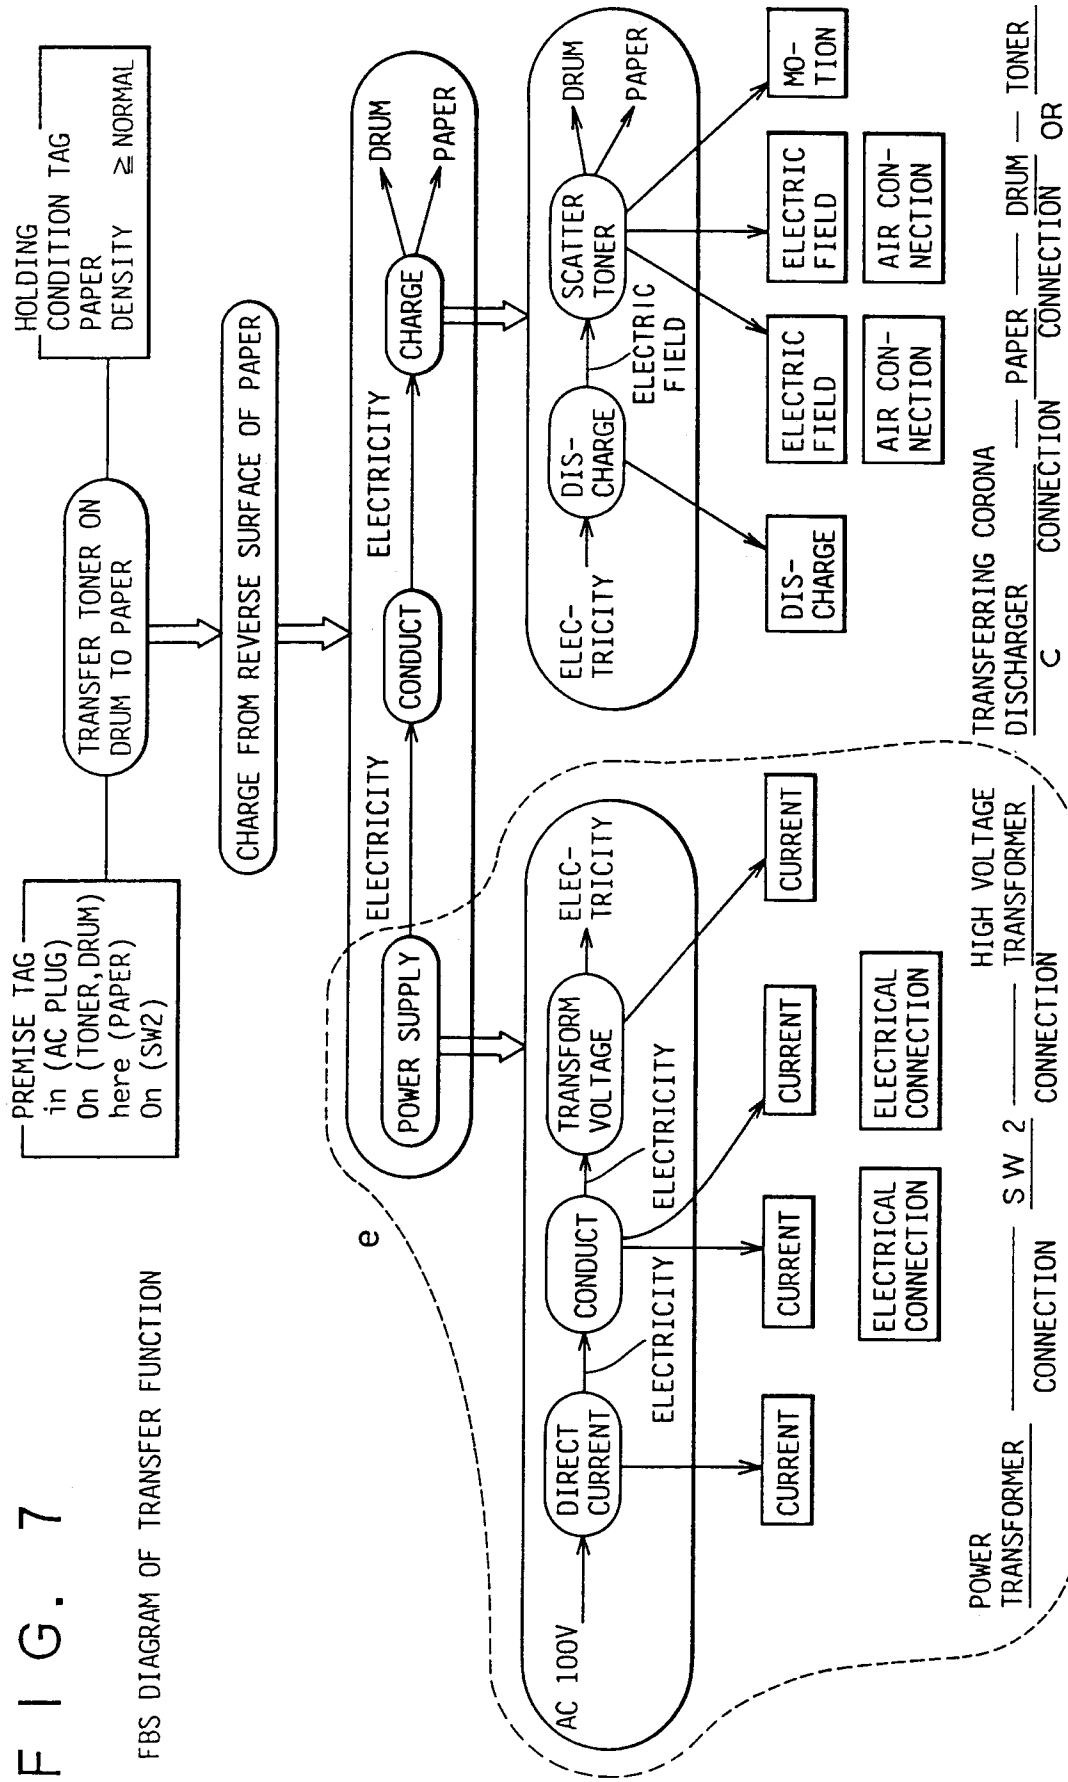 FIG. 7
FBS DIAGRAM OF TRANSFER FUNCTION
PREMISE TAG
in (AC PLUG)
On (TONER, DRUM)
here (PAPER)
On (SW2)
TRANSFER TONER ON
DRUM TO PAPER
HOLDING
CONDITION TAG
PAPER
DENSITY ≧ NORMAL
CHARGE FROM REVERSE SURFACE OF PAPER
POWER SUPPLY
ELECTRICITY
CONDUCT
ELECTRICITY
CHARGE
DRUM
PAPER
e
AC 100V
DIRECT
CURRENT
ELECTRICITY
CONDUCT
ELECTRICITY
TRANSFORM
VOLTAGE
ELEC-
TRICITY
ELEC-
TRICITY
DIS-
CHARGE
ELECTRIC
FIELD
SCATTER
TONER
DRUM
PAPER
CURRENT
CURRENT
CURRENT
CURRENT
DIS-
CHARGE
ELECTRIC
FIELD
ELECTRIC
FIELD
MO-
TION
ELECTRICAL
CONNECTION
ELECTRICAL
CONNECTION
AIR CON-
NECTION
AIR CON-
NECTION
POWER
TRANSFORMER
SW2
HIGH VOLTAGE
TRANSFORMER
TRANSFERRING CORONA
DISCHARGER
PAPER
DRUM
TONER
CONNECTION
CONNECTION
C
CONNECTION
CONNECTION
CONNECTION
OR